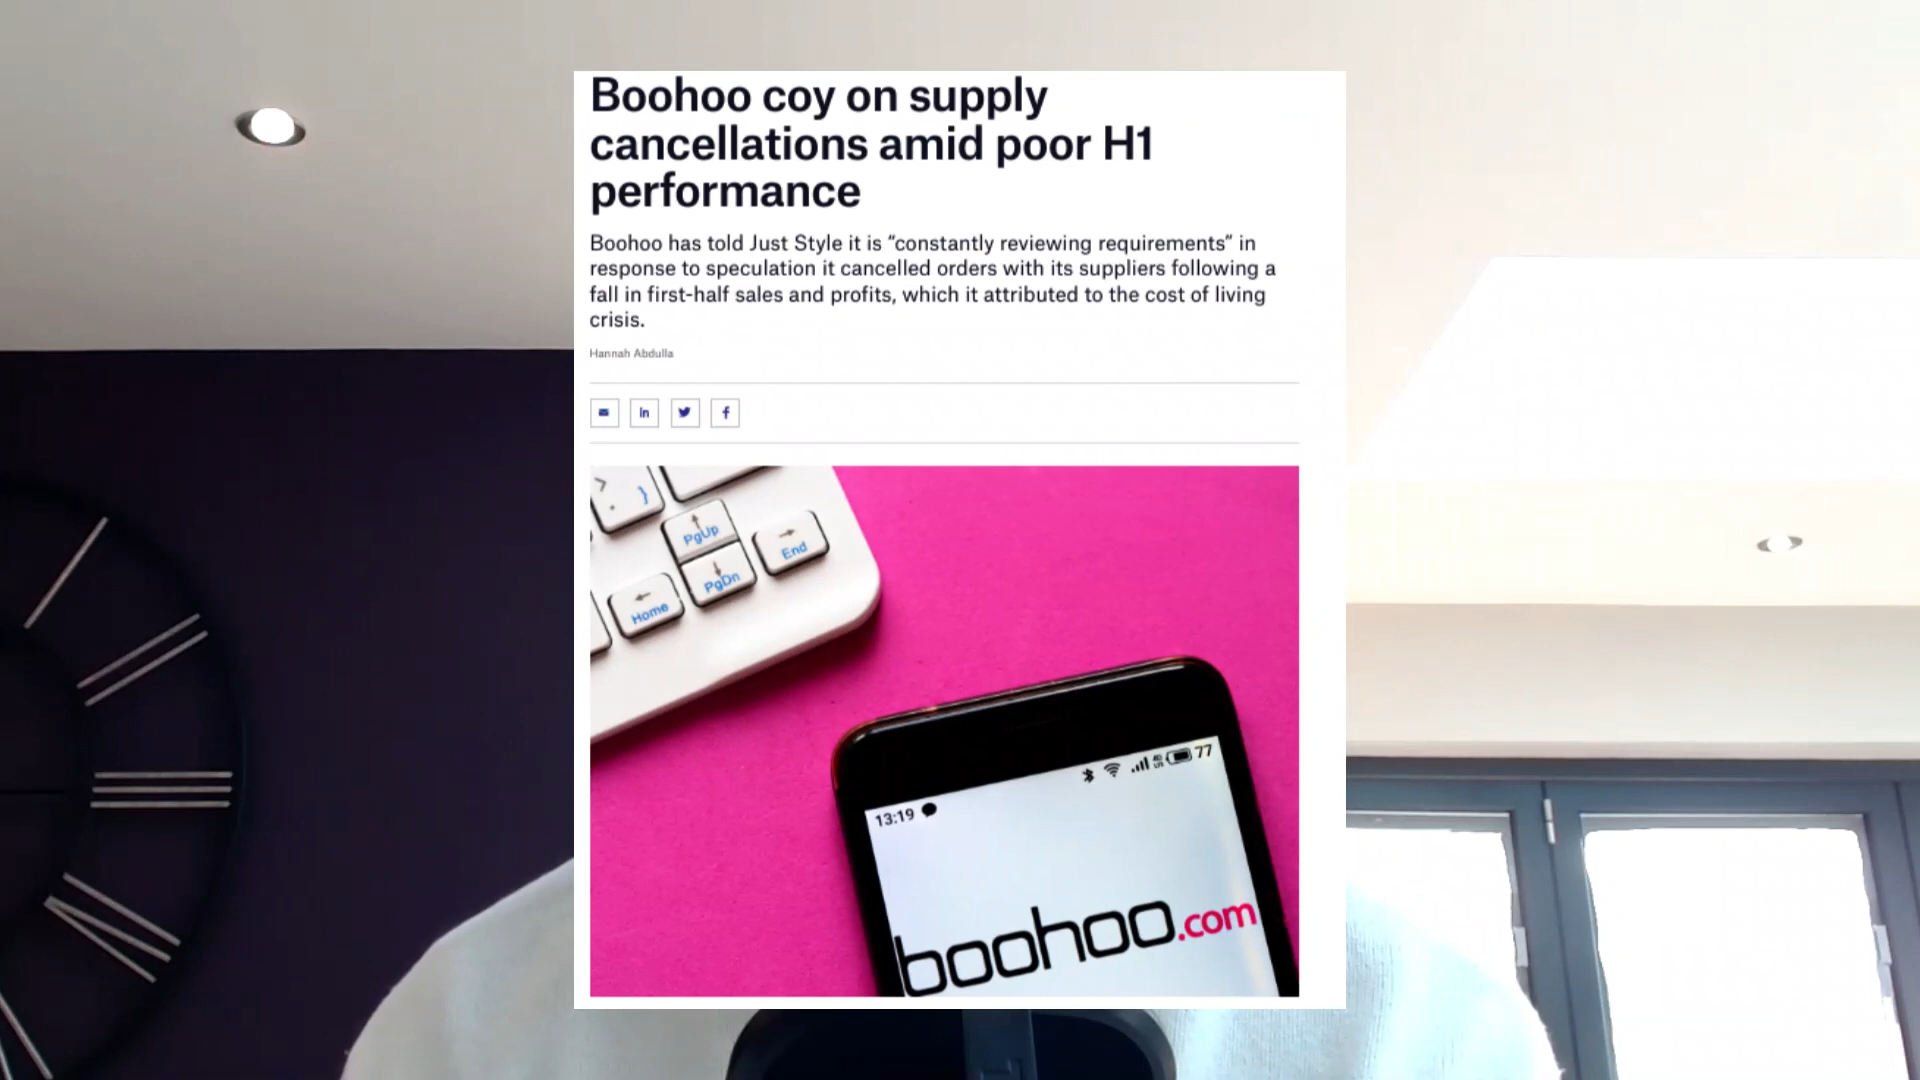 Boohoo coy on supply
cancellations amid poor H1
performance
Boohoo has told Just Style it is “constantly reviewing requirements” in
response to speculation it cancelled orders with its suppliers following a
fall in first-half sales and profits, which it attributed to the cost of living
crisis.
Hannah Abdulla
in
f
>
.
}
PgUp
End
PgDn
Home
77
13:19
boohoo.com